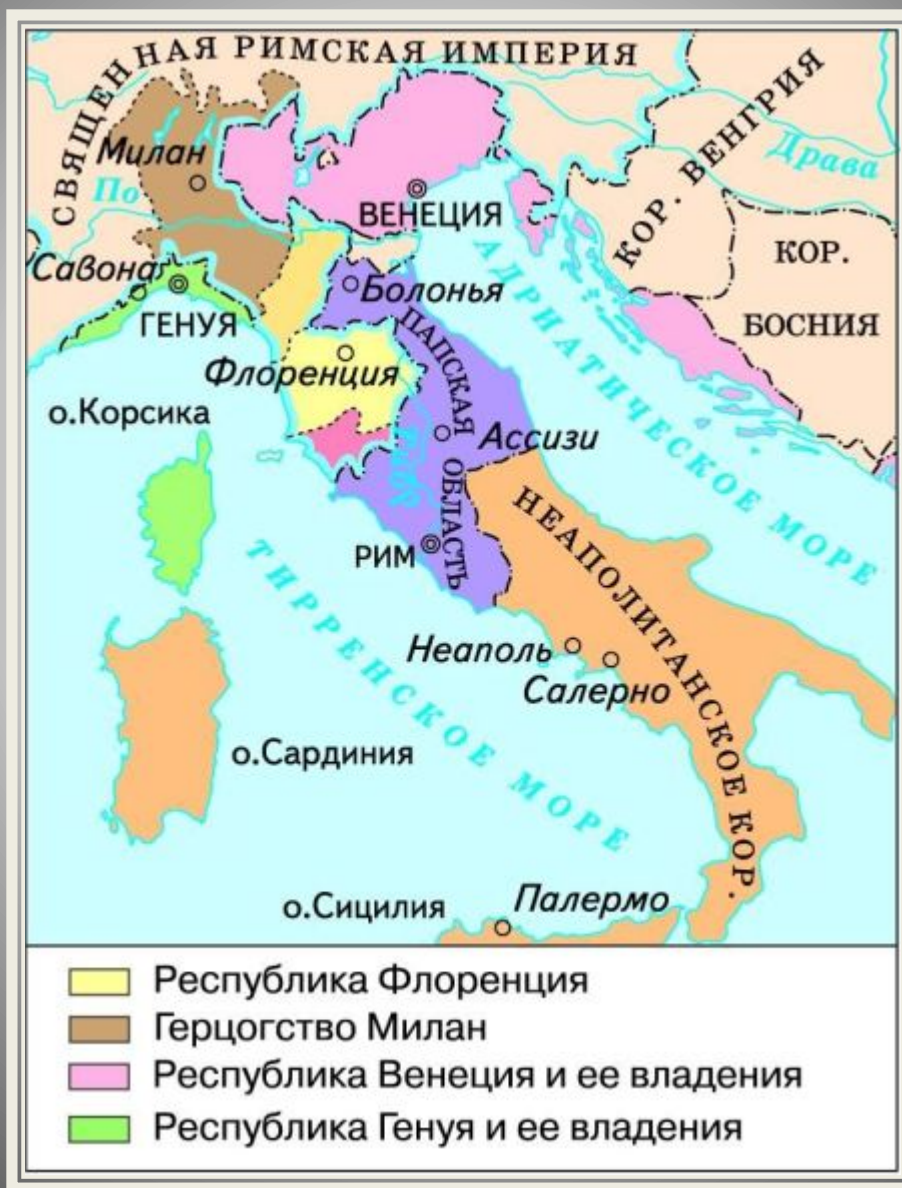 СВЯЩЕННАЯ РИМСКАЯ ИМПЕРИЯ
КОР. ВЕНГРИЯ
Драва
Милан
По
ВЕНЕЦИЯ
КОР.
БОСНИЯ
Савона
ГЕНУЯ
Болонья
АДРИАТИЧЕСКОЕ МОРЕ
ПАПСКАЯ ОБЛАСТЬ
Флоренция
о.Корсика
Ассизи
Тибр
РИМ
НЕАПОЛИТАНСКОЕ КОР.
ТИРРЕНСКОЕ МОРЕ
Неаполь
Салерно
о.Сардиния
о.Сицилия
Палермо
Республика Флоренция
Герцогство Милан
Республика Венеция и ее владения
Республика Генуя и ее владения